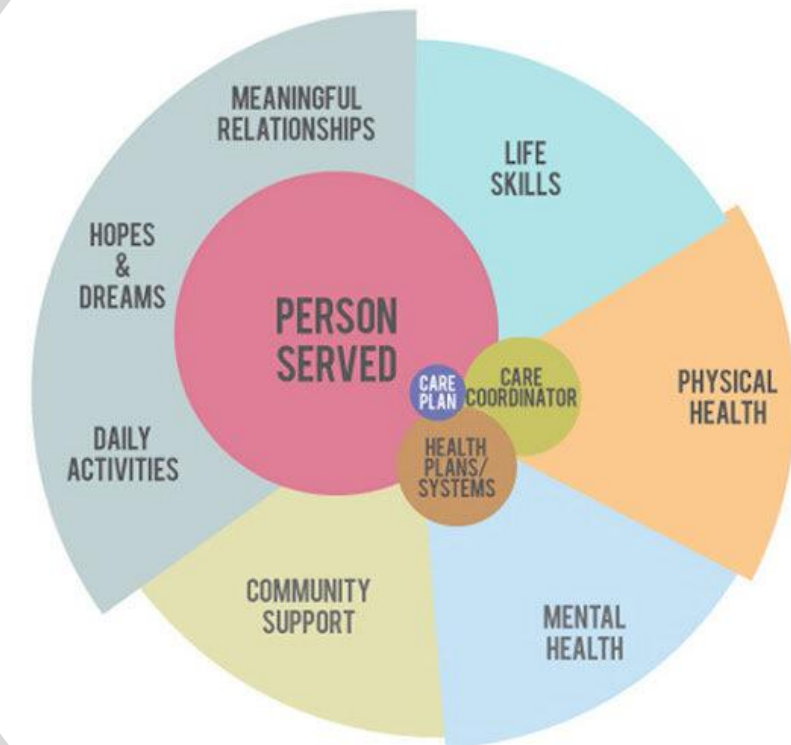 MEANINGFUL
RELATIONSHIPS
LIFE
SKILLS
HOPES
&
DREAMS
PERSON
SERVED
CARE
PLAN
CARE
COORDINATOR
PHYSICAL
HEALTH
DAILY
ACTIVITIES
HEALTH
PLANS/
SYSTEMS
COMMUNITY
SUPPORT
MENTAL
HEALTH